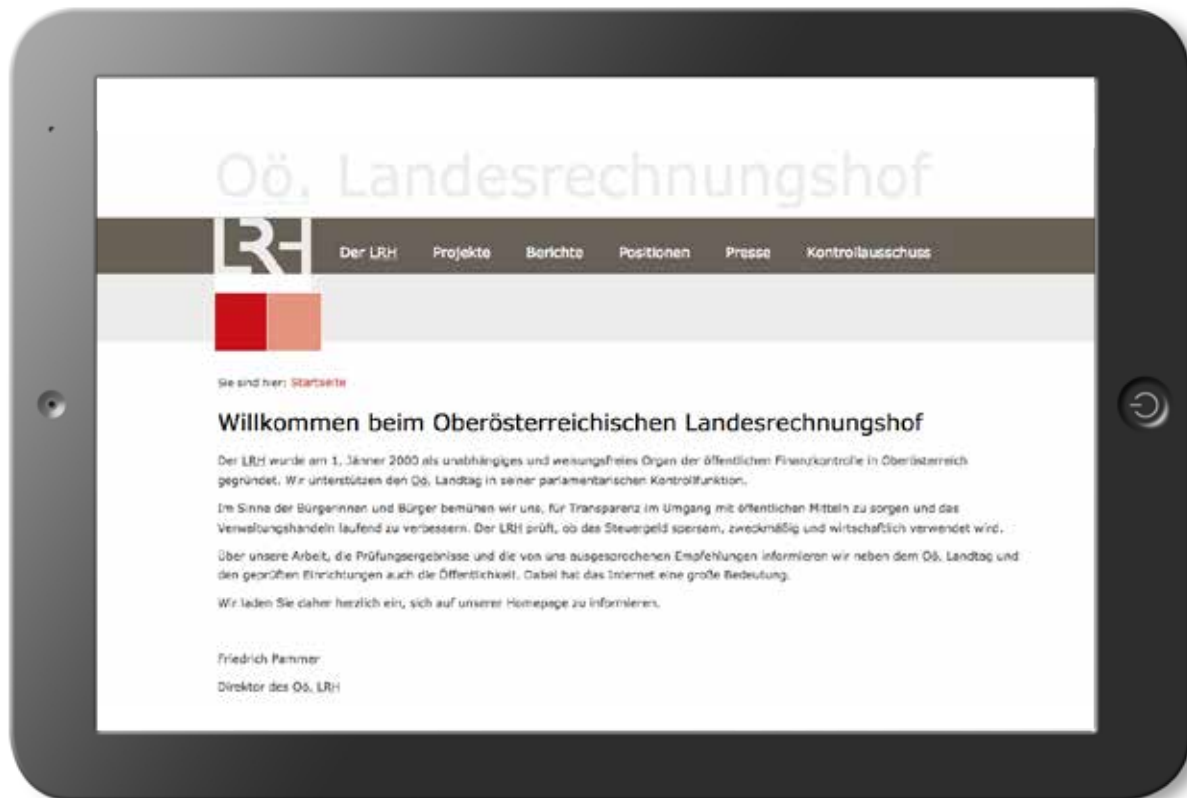 Oö. Landesrechnungshof
LRH
Der LRH Projekte Berichte Positionen Presse Kontrollausschuss
Sie sind hier: Startseite
Willkommen beim Oberösterreichischen Landesrechnungshof
Der LRH wurde am 1. Jänner 2000 als unabhängiges und weisungsfreies Organ der öffentlichen Finanzkontrolle in Oberösterreich
gegründet. Wir unterstützen den Oö. Landtag in seiner parlamentarischen Kontrollfunktion.
Im Sinne der Bürgerinnen und Bürger bemühen wir uns, für Transparenz im Umgang mit öffentlichen Mitteln zu sorgen und das
Verwaltungshandeln laufend zu verbessern. Der LRH prüft, ob das Steuergeld sparsam, zweckmäßig und wirtschaftlich verwendet wird.
Über unsere Arbeit, die Prüfungsergebnisse und die von uns ausgesprochenen Empfehlungen informieren wir neben dem Oö. Landtag und
den geprüften Einrichtungen auch die Öffentlichkeit. Dabei hat das Internet eine große Bedeutung.
Wir laden Sie daher herzlich ein, sich auf unserer Homepage zu informieren.
Friedrich Pammer
Direktor des Oö. LRH